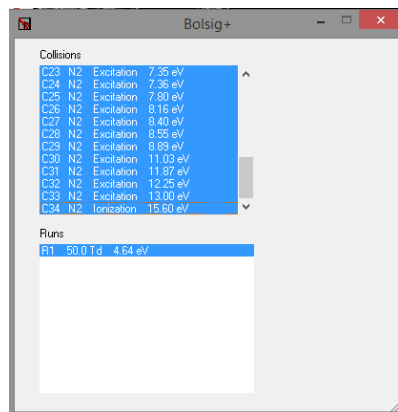 Bolsig+
Collisions
C23 N2 Excitation 7.35 eV
C24 N2 Excitation 7.36 eV
C25 N2 Excitation 7.80 eV
C26 N2 Excitation 8.16 eV
C27 N2 Excitation 8.40 eV
C28 N2 Excitation 8.55 eV
C29 N2 Excitation 8.89 eV
C30 N2 Excitation 11.03 eV
C31 N2 Excitation 11.87 eV
C32 N2 Excitation 12.25 eV
C33 N2 Excitation 13.00 eV
C34 N2 Ionization 15.60 eV
Runs
R1 50.0 Td 4.64 eV